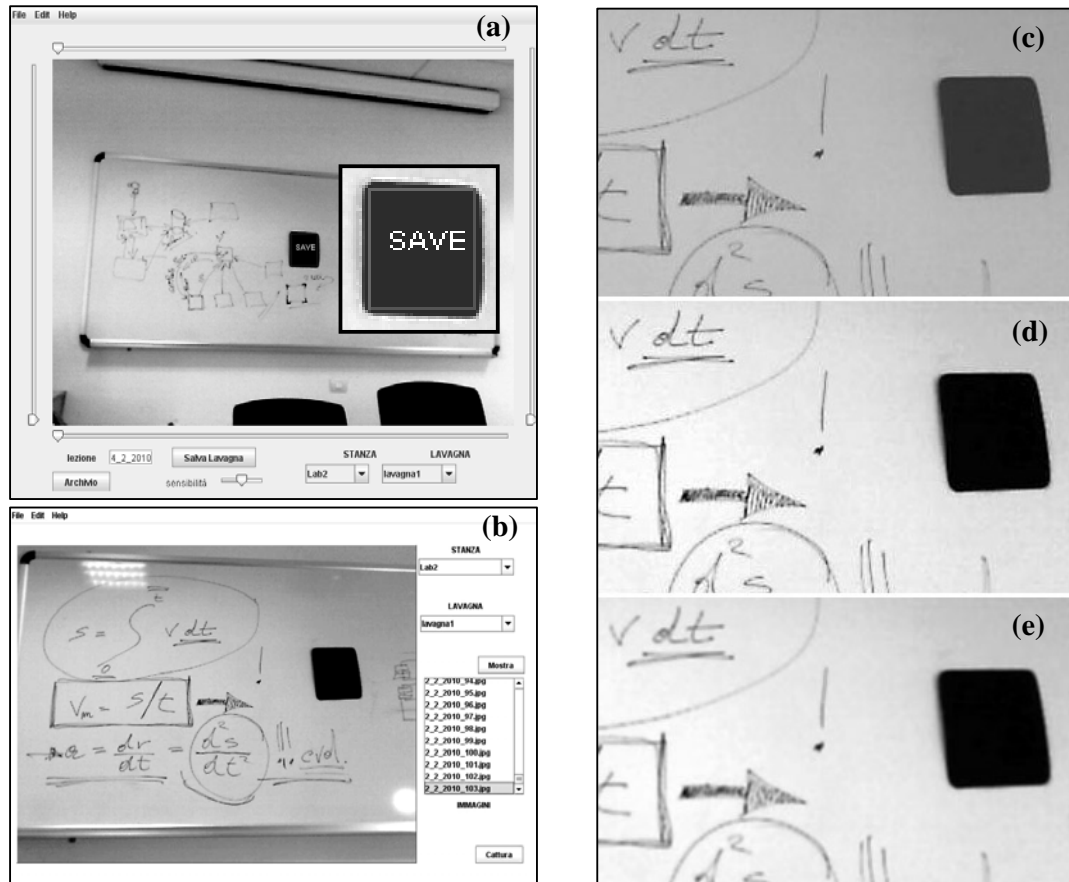 File Edit Help
(a)
SAVE
SAVE
lezione 4_2_2010 Salva Lavagna
STANZA LAVAGNA
Lab2 lavagna1
Archivio sensibilità
File Edit Help
(b)
STANZA
Lab2
LAVAGNA
lavagna1
Mostra
2_2_2010_94.jpg
2_2_2010_95.jpg
2_2_2010_96.jpg
2_2_2010_97.jpg
2_2_2010_98.jpg
2_2_2010_99.jpg
2_2_2010_100.jpg
2_2_2010_101.jpg
2_2_2010_102.jpg
2_2_2010_103.jpg
IMMAGINI
Cattura
s = ∫₀ᵗ v dt
!
Vm = s/t
a = dv/dt = d²s/dt² !!! cvd.
(c)
v dt
!
t
d²s !!!
(d)
v dt
!
t
d²s !!!
(e)
v dt
!
t
d²s !!!